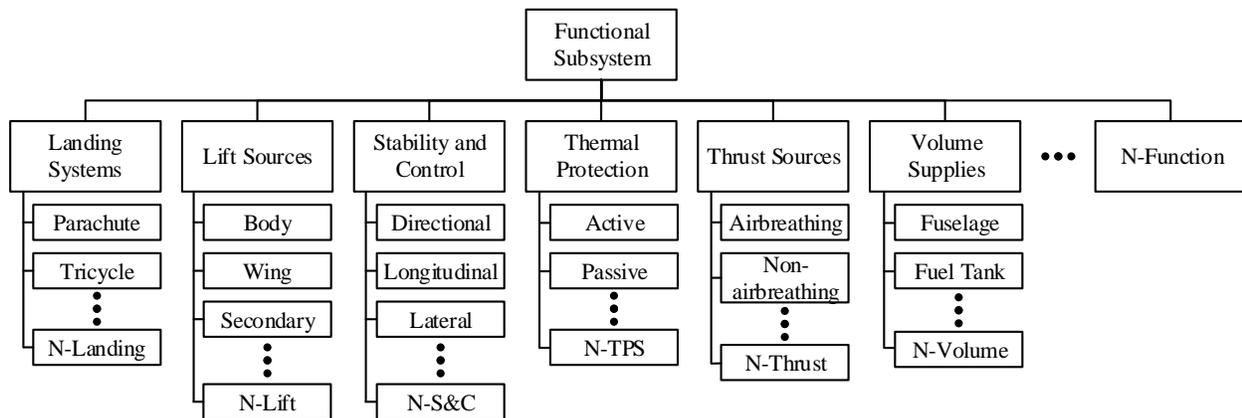 Functional
Subsystem
Landing
Systems
Lift Sources
Stability and
Control
Thermal
Protection
Thrust Sources
Volume
Supplies
N-Function
Parachute
Tricycle
N-Landing
Body
Wing
Secondary
N-Lift
Directional
Longitudinal
Lateral
N-S&C
Active
Passive
N-TPS
Airbreathing
Non-
airbreathing
N-Thrust
Fuselage
Fuel Tank
N-Volume